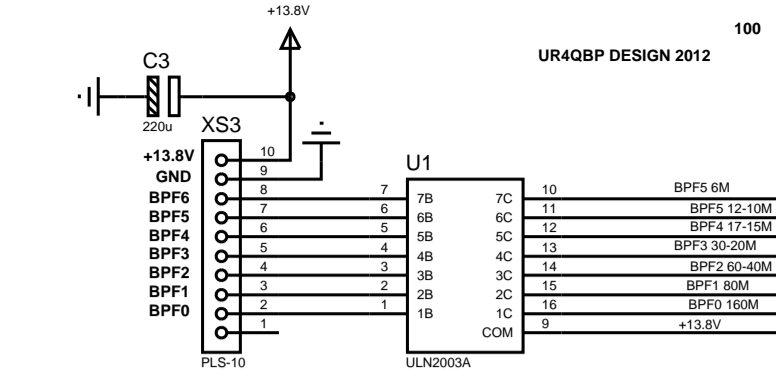 +13.8V
100
UR4QBP DESIGN 2012
C3
220u
XS3
+13.8V
GND
BPF6
BPF5
BPF4
BPF3
BPF2
BPF1
BPF0
10
9
8
7
6
5
4
3
2
1
PLS-10
U1
7 7B 7C 10 BPF5 6M
6 6B 6C 11 BPF5 12-10M
5 5B 5C 12 BPF4 17-15M
4 4B 4C 13 BPF3 30-20M
3 3B 3C 14 BPF2 60-40M
2 2B 2C 15 BPF1 80M
1 1B 1C 16 BPF0 160M
COM 9 +13.8V
ULN2003A